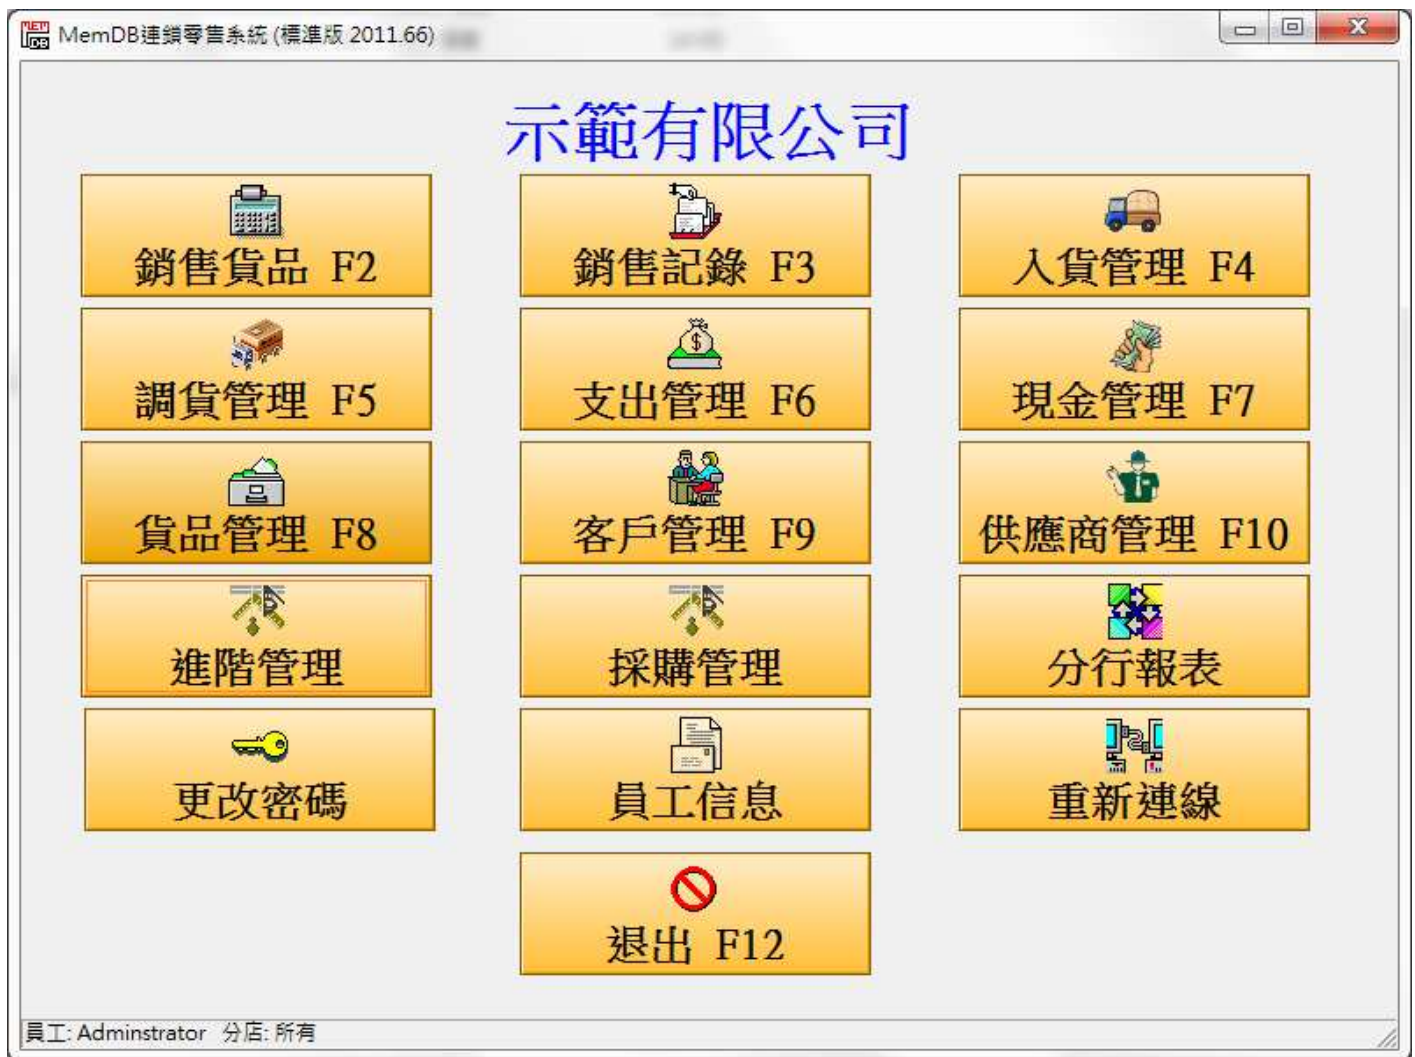 MEM
DB
MemDB連鎖零售系統 (標準版 2011.66)
示範有限公司
銷售貨品 F2
銷售記錄 F3
入貨管理 F4
調貨管理 F5
支出管理 F6
現金管理 F7
貨品管理 F8
客戶管理 F9
供應商管理 F10
進階管理
採購管理
分行報表
更改密碼
員工信息
重新連線
退出 F12
員工: Adminstrator 分店: 所有